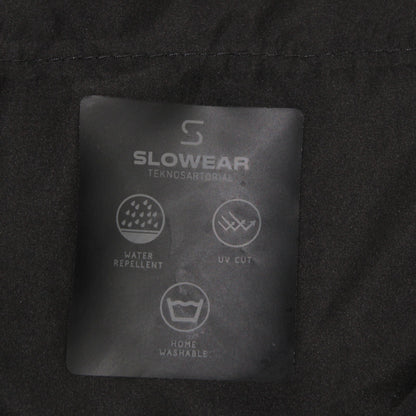 S
SLOWEAR
TEKNOSARTORIAL
WATER
REPELLENT
UV CUT
HOME
WASHABLE